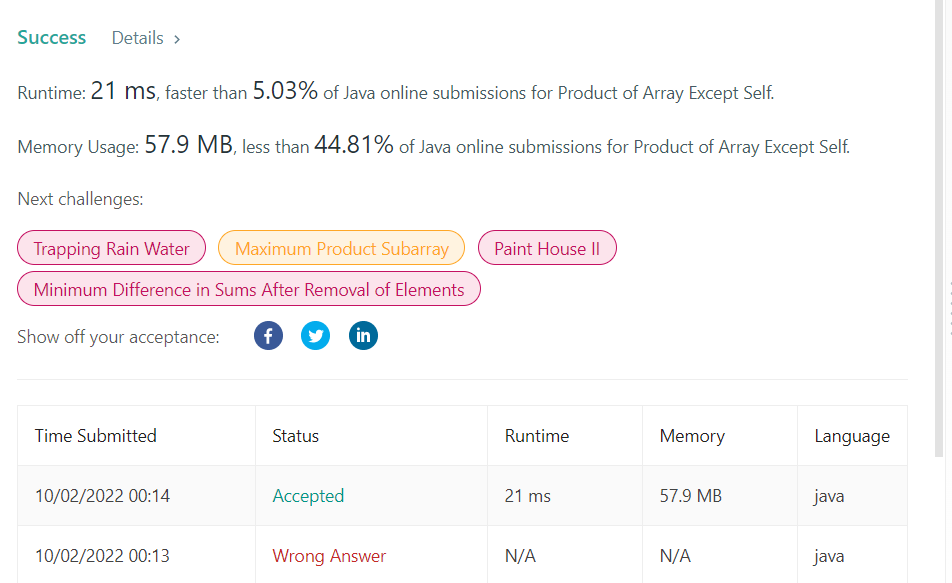 Success Details >
Runtime: 21 ms, faster than 5.03% of Java online submissions for Product of Array Except Self.
Memory Usage: 57.9 MB, less than 44.81% of Java online submissions for Product of Array Except Self.
Next challenges:
Trapping Rain Water Maximum Product Subarray Paint House II
Minimum Difference in Sums After Removal of Elements
Show off your acceptance: f in
Time Submitted Status Runtime Memory Language
10/02/2022 00:14 Accepted 21 ms 57.9 MB java
10/02/2022 00:13 Wrong Answer N/A N/A java